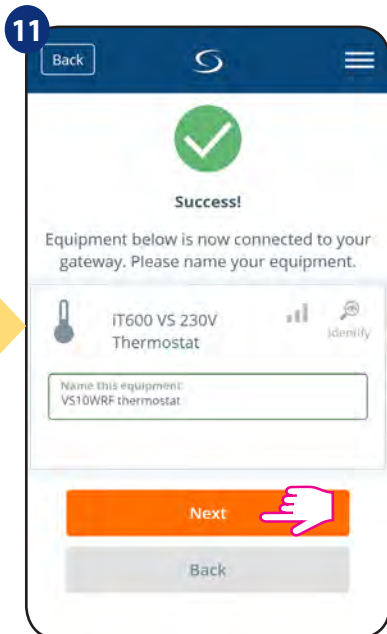 11
Back
Success!
Equipment below is now connected to your
gateway. Please name your equipment.
iT600 VS 230V
Thermostat
Identify
Name this equipment
VS10WRF thermostat
Next
Back